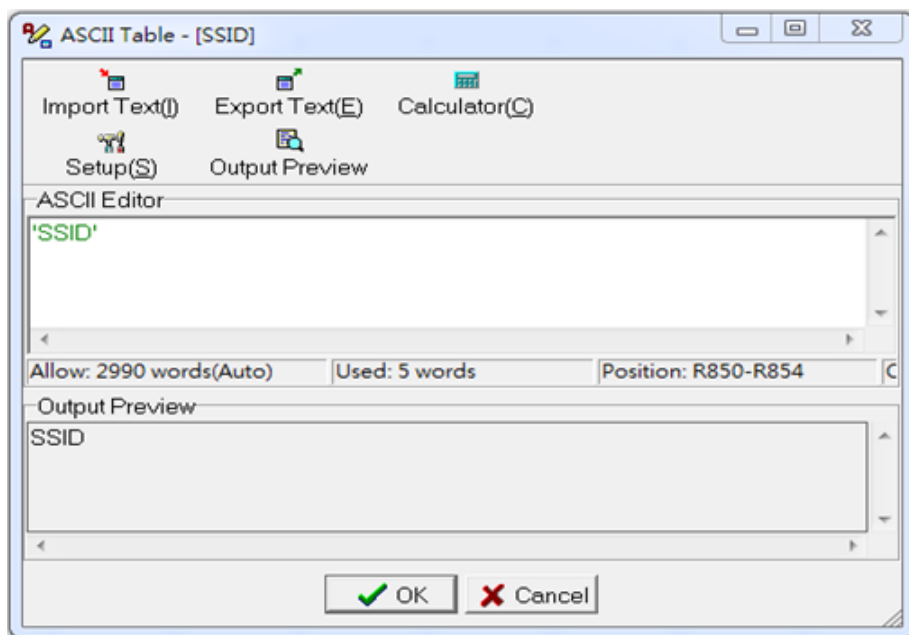 ASCII Table - [SSID]
Import Text(I) Export Text(E) Calculator(C)
Setup(S) Output Preview
ASCII Editor
'SSID'
Allow: 2990 words(Auto) Used: 5 words Position: R850-R854 C
Output Preview
SSID
OK Cancel